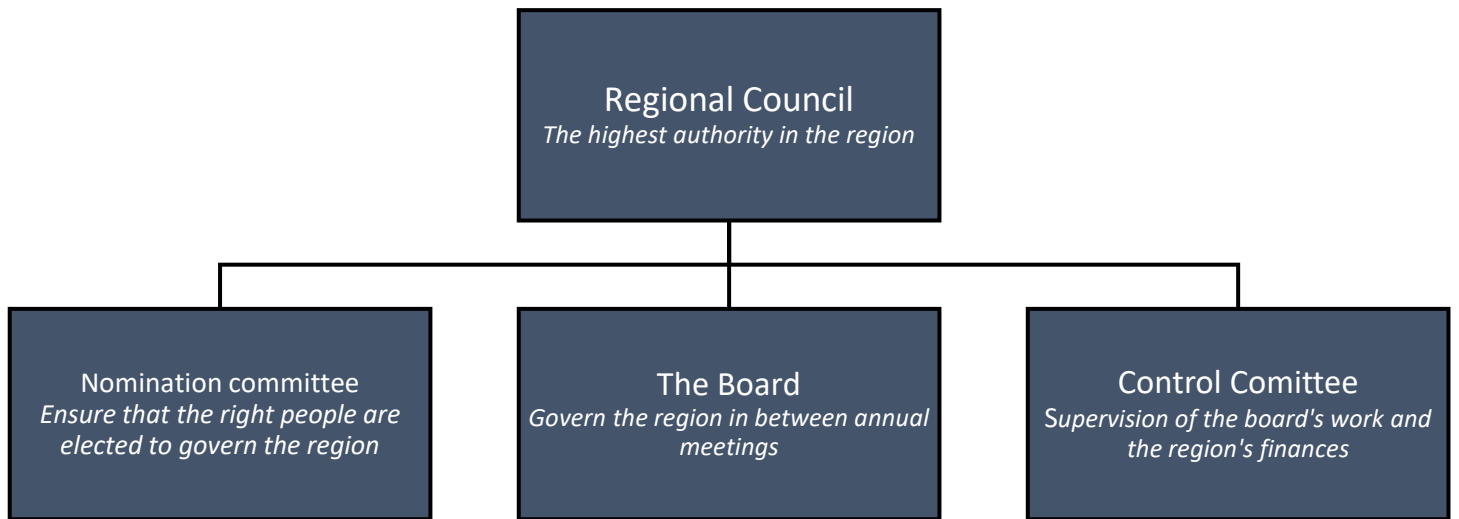 Regional Council
The highest authority in the region
Nomination committee
Ensure that the right people are
elected to govern the region
The Board
Govern the region in between annual
meetings
Control Comittee
Supervision of the board's work and
the region's finances